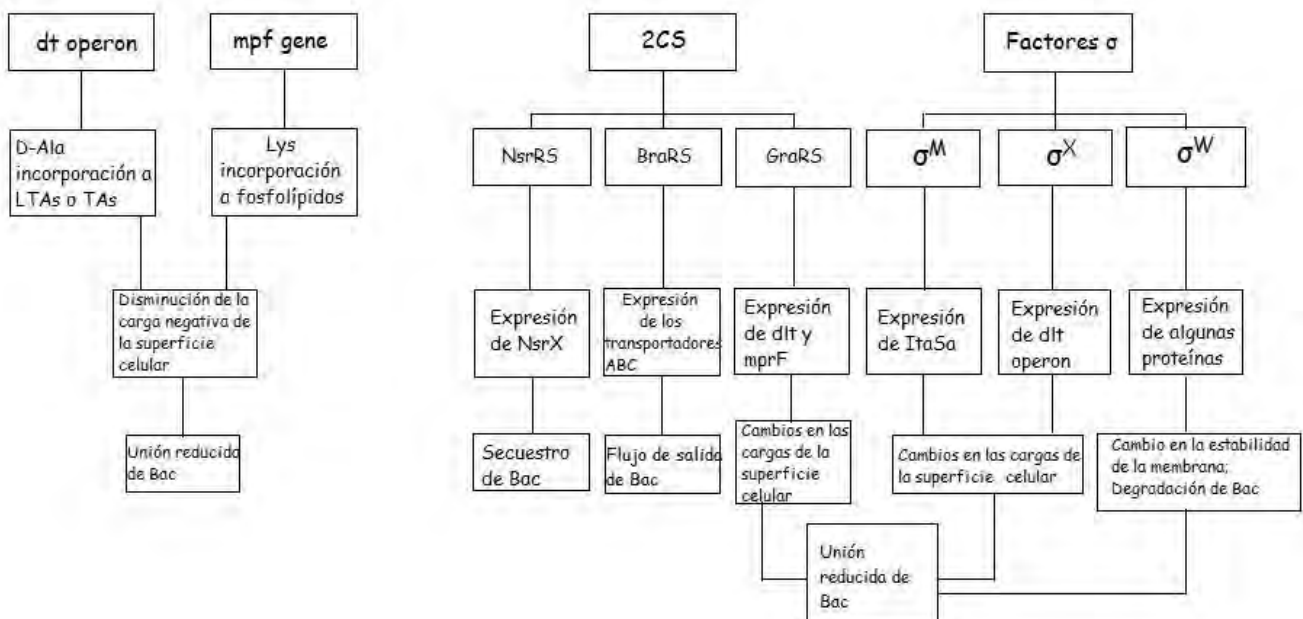 dt operon
mpf gene
2CS
Factores σ
D-Ala
incorporación a
LTAs o TAs
Lys
incorporación
a fosfolípidos
NsrRS
BraRS
GraRS
σᴹ
σˣ
σᵂ
Disminución de la
carga negativa de
la superficie
celular
Expresión
de NsrX
Expresión
de los
transportadores
ABC
Expresión
de dlt y
mprF
Expresión
de ItaSa
Expresión
de dlt
operon
Expresión
de algunas
proteínas
Unión reducida
de Bac
Secuestro
de Bac
Flujo de salida
de Bac
Cambios en las
cargas de la
superficie
celular
Cambios en las cargas de
la superficie celular
Cambio en la estabilidad
de la membrana;
Degradación de Bac
Unión
reducida de
Bac